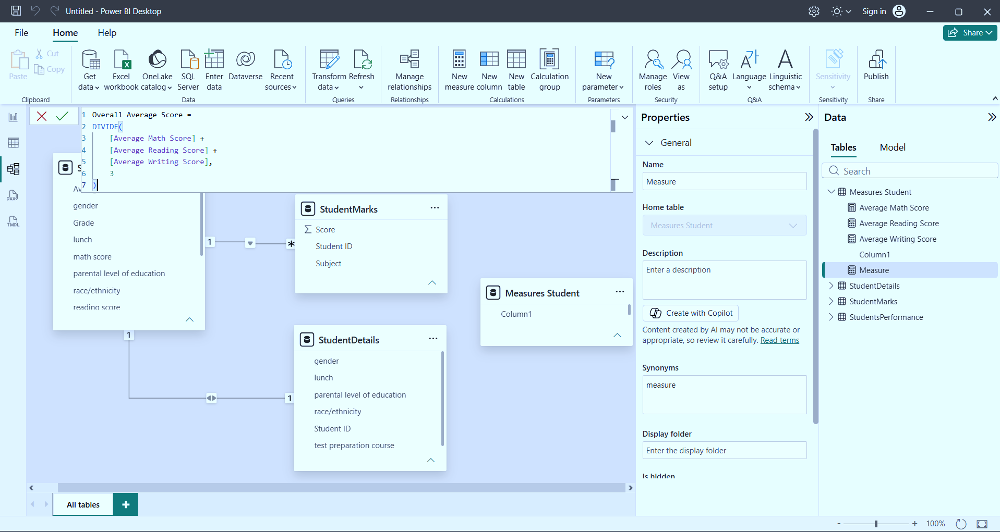 Untitled - Power BI Desktop
Sign in
File
Home
Help
Share
Paste
Cut
Copy
Clipboard
Get data
Excel workbook
OneLake catalog
SQL Server
Enter data
Dataverse
Recent sources
Data
Transform data
Refresh
Queries
Manage relationships
Relationships
New measure
New column
New table
Calculation group
Calculations
New parameter
Parameters
Manage roles
View as
Security
Q&A setup
Language
Linguistic schema
Q&A
Sensitivity
Sensitivity
Publish
Share
1 Overall Average Score =
2 DIVIDE(
3 [Average Math Score] +
4 [Average Reading Score] +
5 [Average Writing Score],
6 3
7 )
DAX
TMDL
gender
Grade
lunch
math score
parental level of education
race/ethnicity
reading score
1
*
1
1
StudentMarks
Score
Student ID
Subject
StudentDetails
gender
lunch
parental level of education
race/ethnicity
Student ID
test preparation course
Measures Student
Column1
All tables
Properties
General
Name
Measure
Home table
Measures Student
Description
Enter a description
Create with Copilot
Content created by AI may not be accurate or
appropriate, so review it carefully. Read terms
Synonyms
measure
Display folder
Enter the display folder
Is hidden
Data
Tables
Model
Search
Measures Student
Average Math Score
Average Reading Score
Average Writing Score
Column1
Measure
StudentDetails
StudentMarks
StudentsPerformance
- + 100%